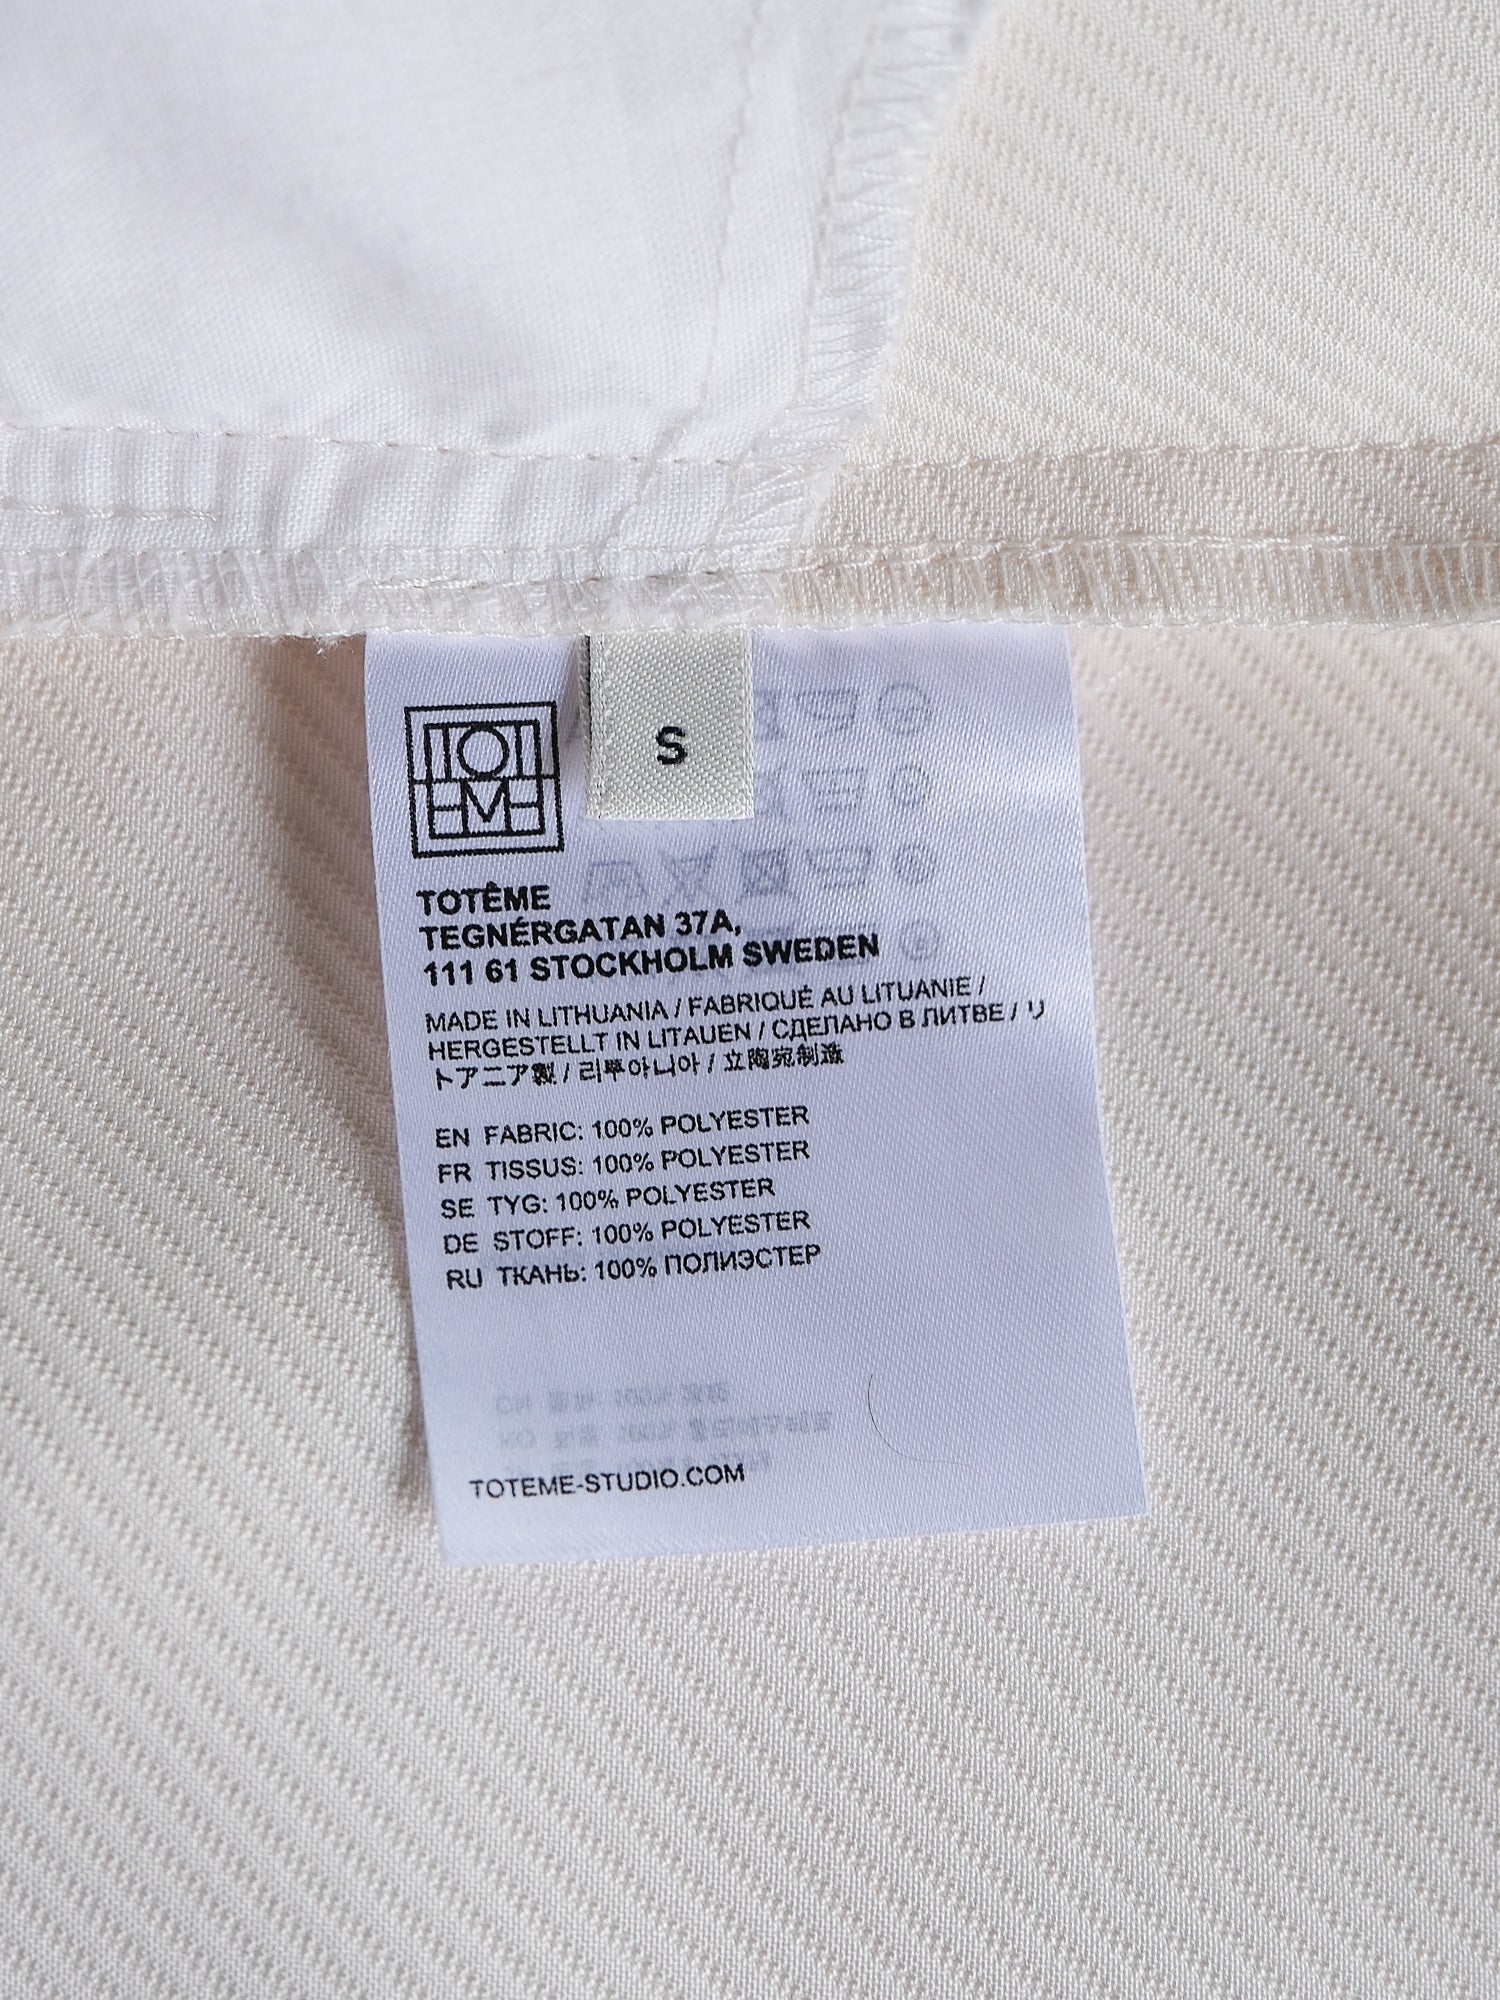 TOTEME
S
TOTÊME
TEGNÉRGATAN 37A,
111 61 STOCKHOLM SWEDEN
MADE IN LITHUANIA / FABRIQUÉ AU LITUANIE /
HERGESTELLT IN LITAUEN / СДЕЛАНО В ЛИТВЕ / リ
トアニア製 / 리투아니아 / 立陶宛制造
EN FABRIC: 100% POLYESTER
FR TISSUS: 100% POLYESTER
SE TYG: 100% POLYESTER
DE STOFF: 100% POLYESTER
RU ТКАНЬ: 100% ПОЛИЭСТЕР
TOTEME-STUDIO.COM